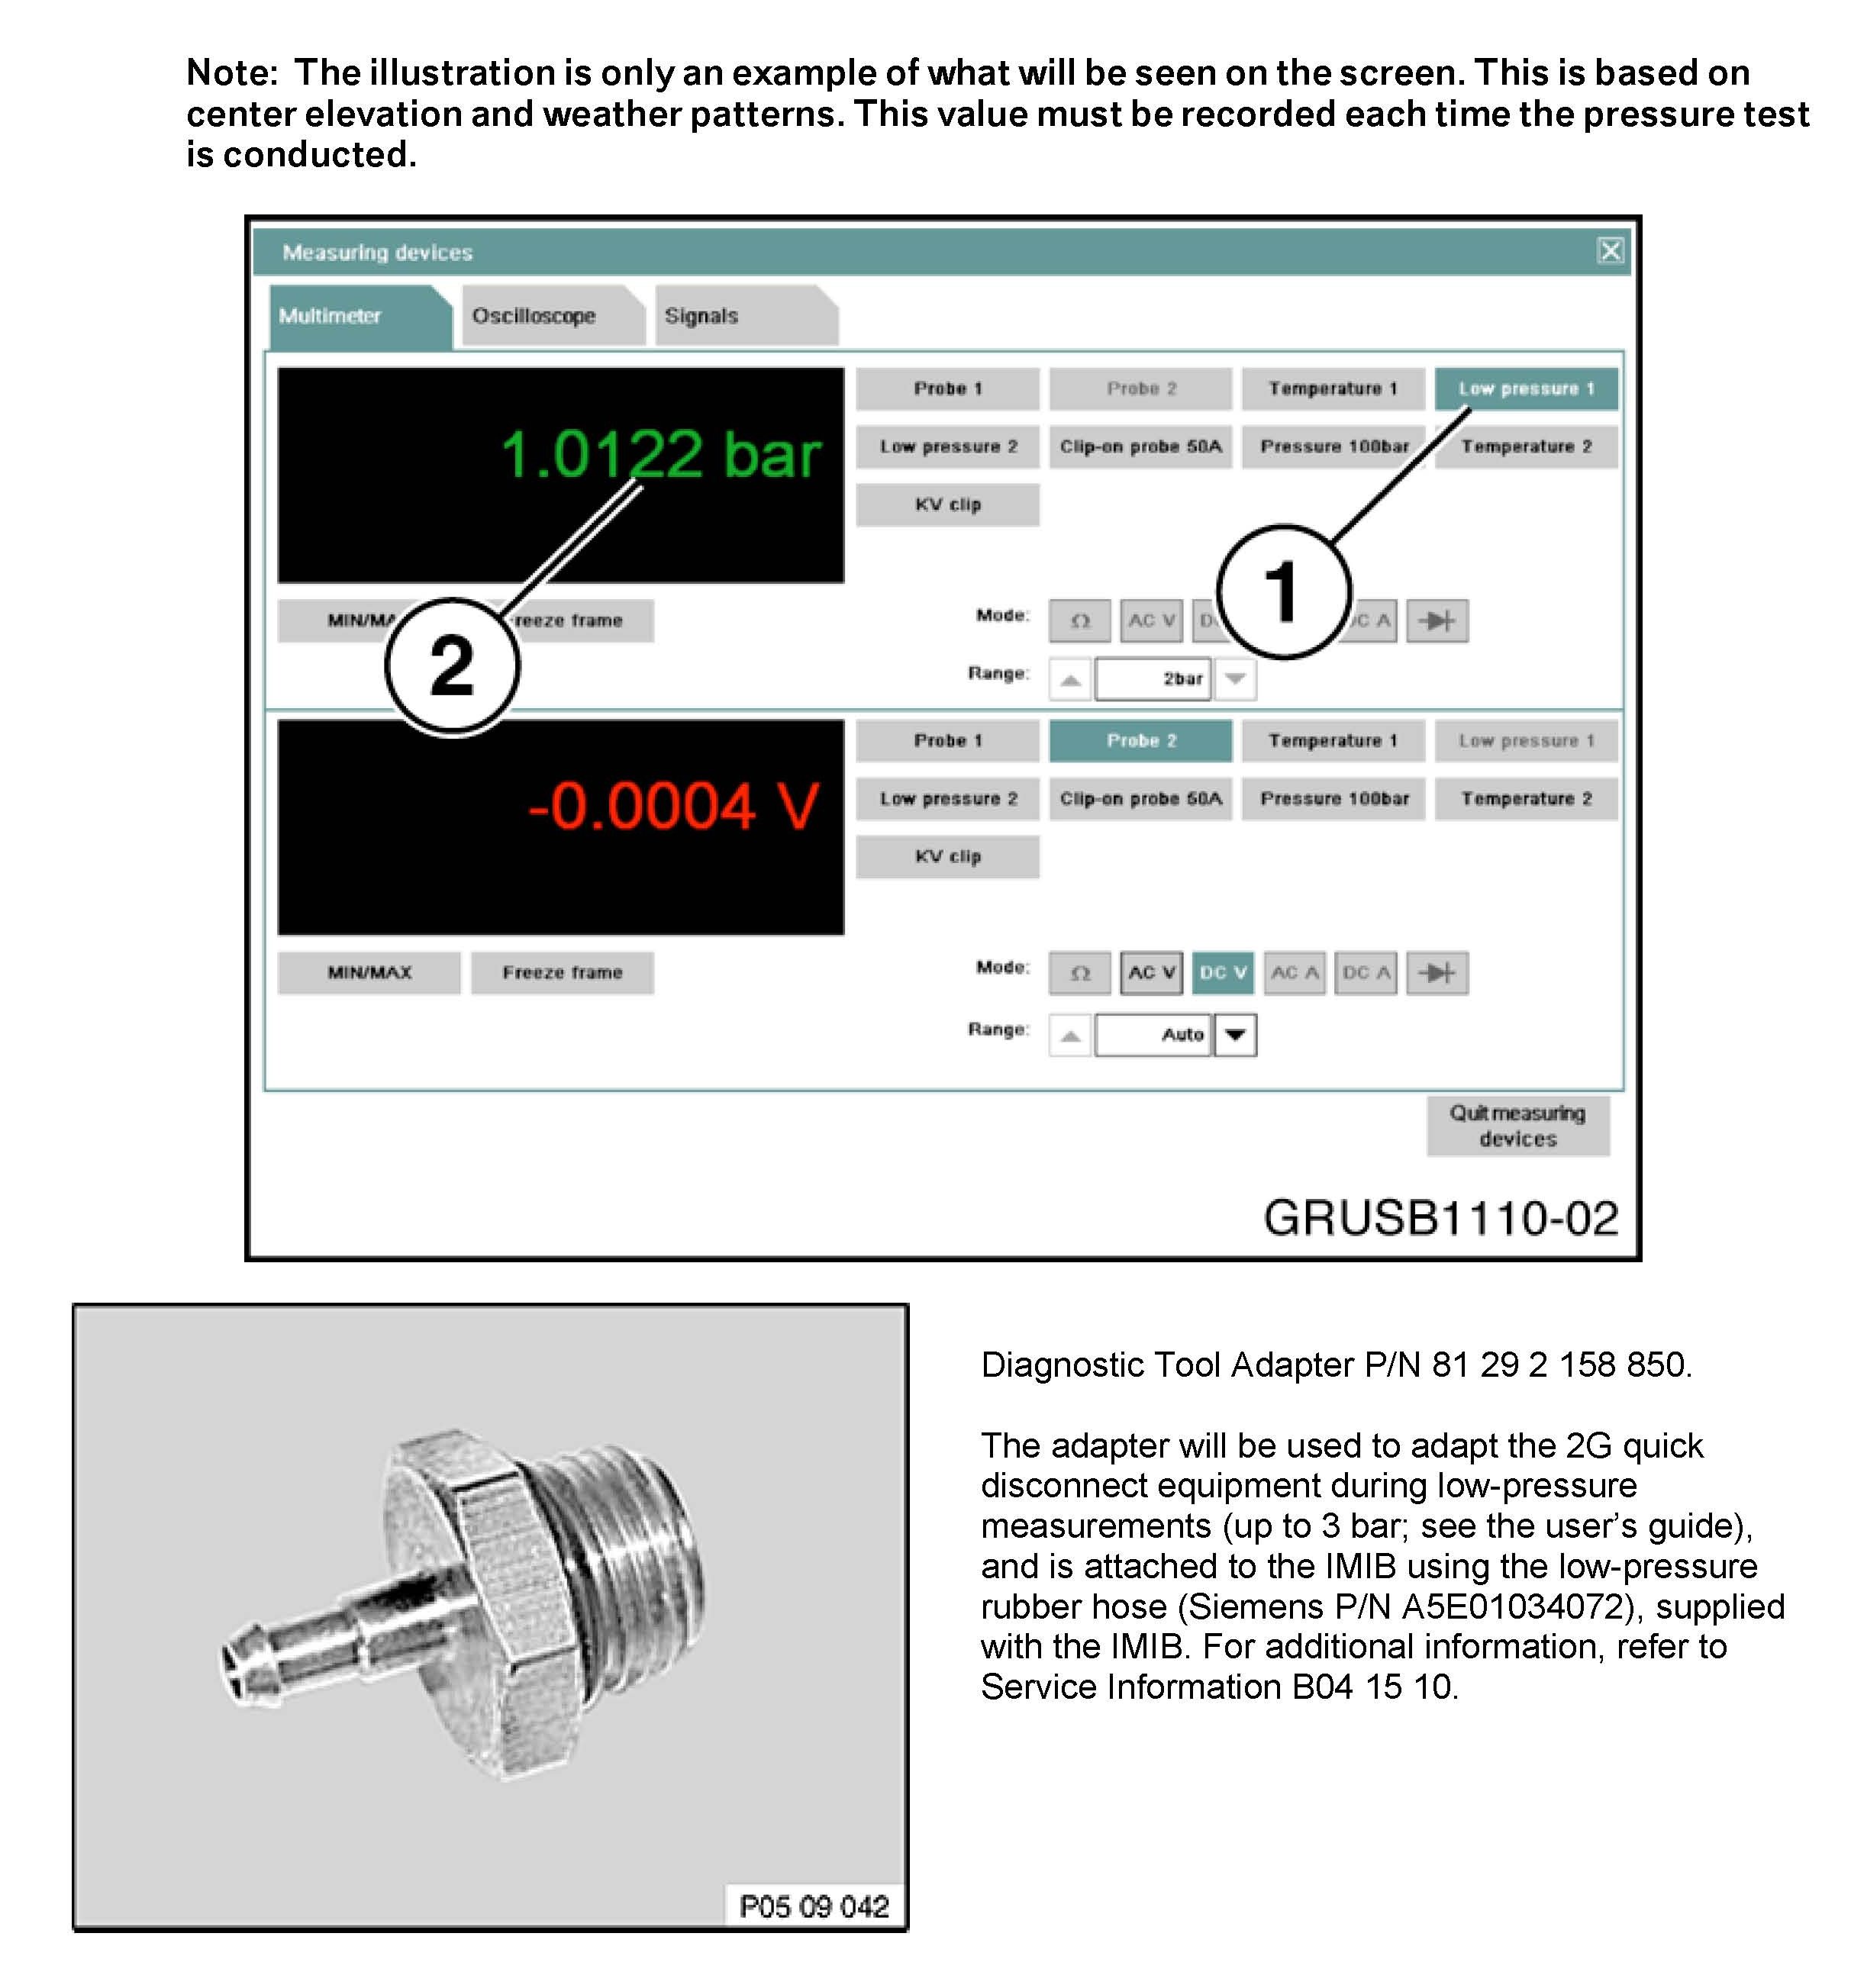 Note: The illustration is only an example of what will be seen on the screen. This is based on
center elevation and weather patterns. This value must be recorded each time the pressure test
is conducted.
Measuring devices
Multimeter
Oscilloscope
Signals
1.0122 bar
Probe 1
Probe 2
Temperature 1
Low pressure 1
Low pressure 2
Clip-on probe 50A
Pressure 100bar
Temperature 2
KV clip
1
2
MIN/MA
reeze frame
Mode:
Ω
AC V
D
C A
Range:
2bar
-0.0004 V
Probe 1
Probe 2
Temperature 1
Low pressure 1
Low pressure 2
Clip-on probe 50A
Pressure 100bar
Temperature 2
KV clip
MIN/MAX
Freeze frame
Mode:
Ω
AC V
DC V
AC A
DC A
Range:
Auto
Quit measuring
devices
GRUSB1110-02
P05 09 042
Diagnostic Tool Adapter P/N 81 29 2 158 850.
The adapter will be used to adapt the 2G quick
disconnect equipment during low-pressure
measurements (up to 3 bar; see the user’s guide),
and is attached to the IMIB using the low-pressure
rubber hose (Siemens P/N A5E01034072), supplied
with the IMIB. For additional information, refer to
Service Information B04 15 10.